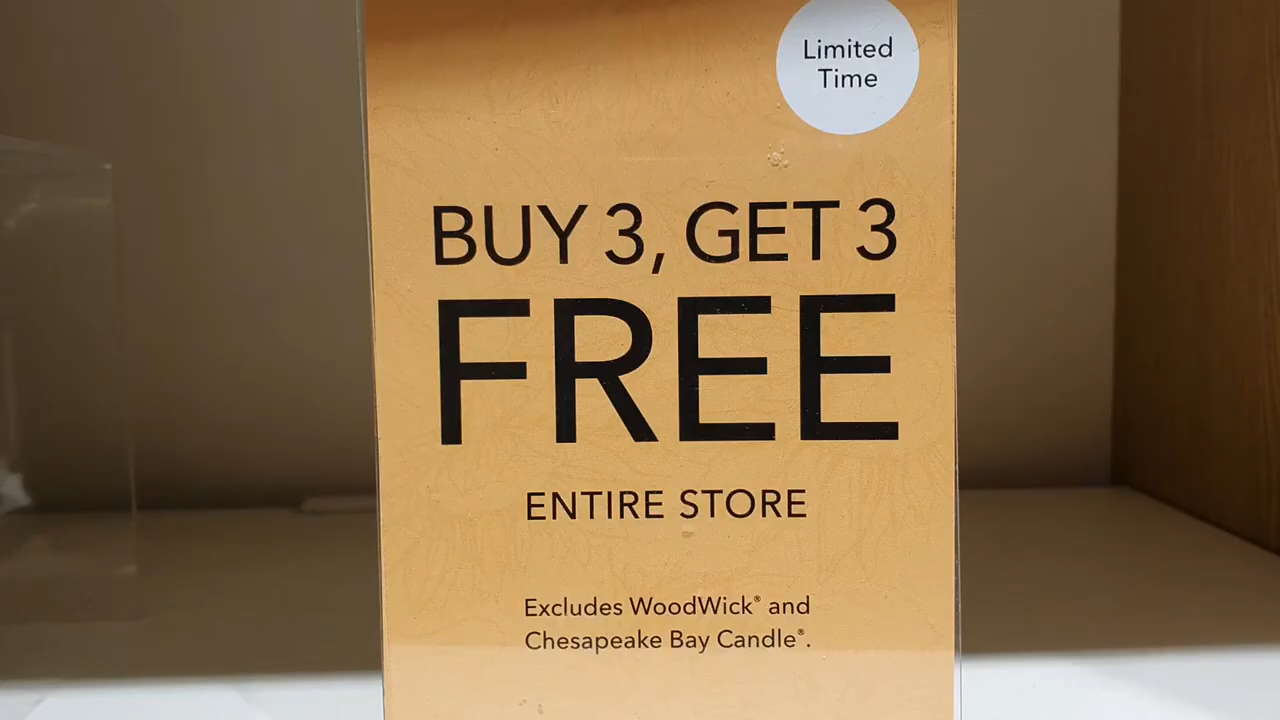 Limited
Time
BUY 3, GET 3
FREE
ENTIRE STORE
Excludes WoodWick® and
Chesapeake Bay Candle®.